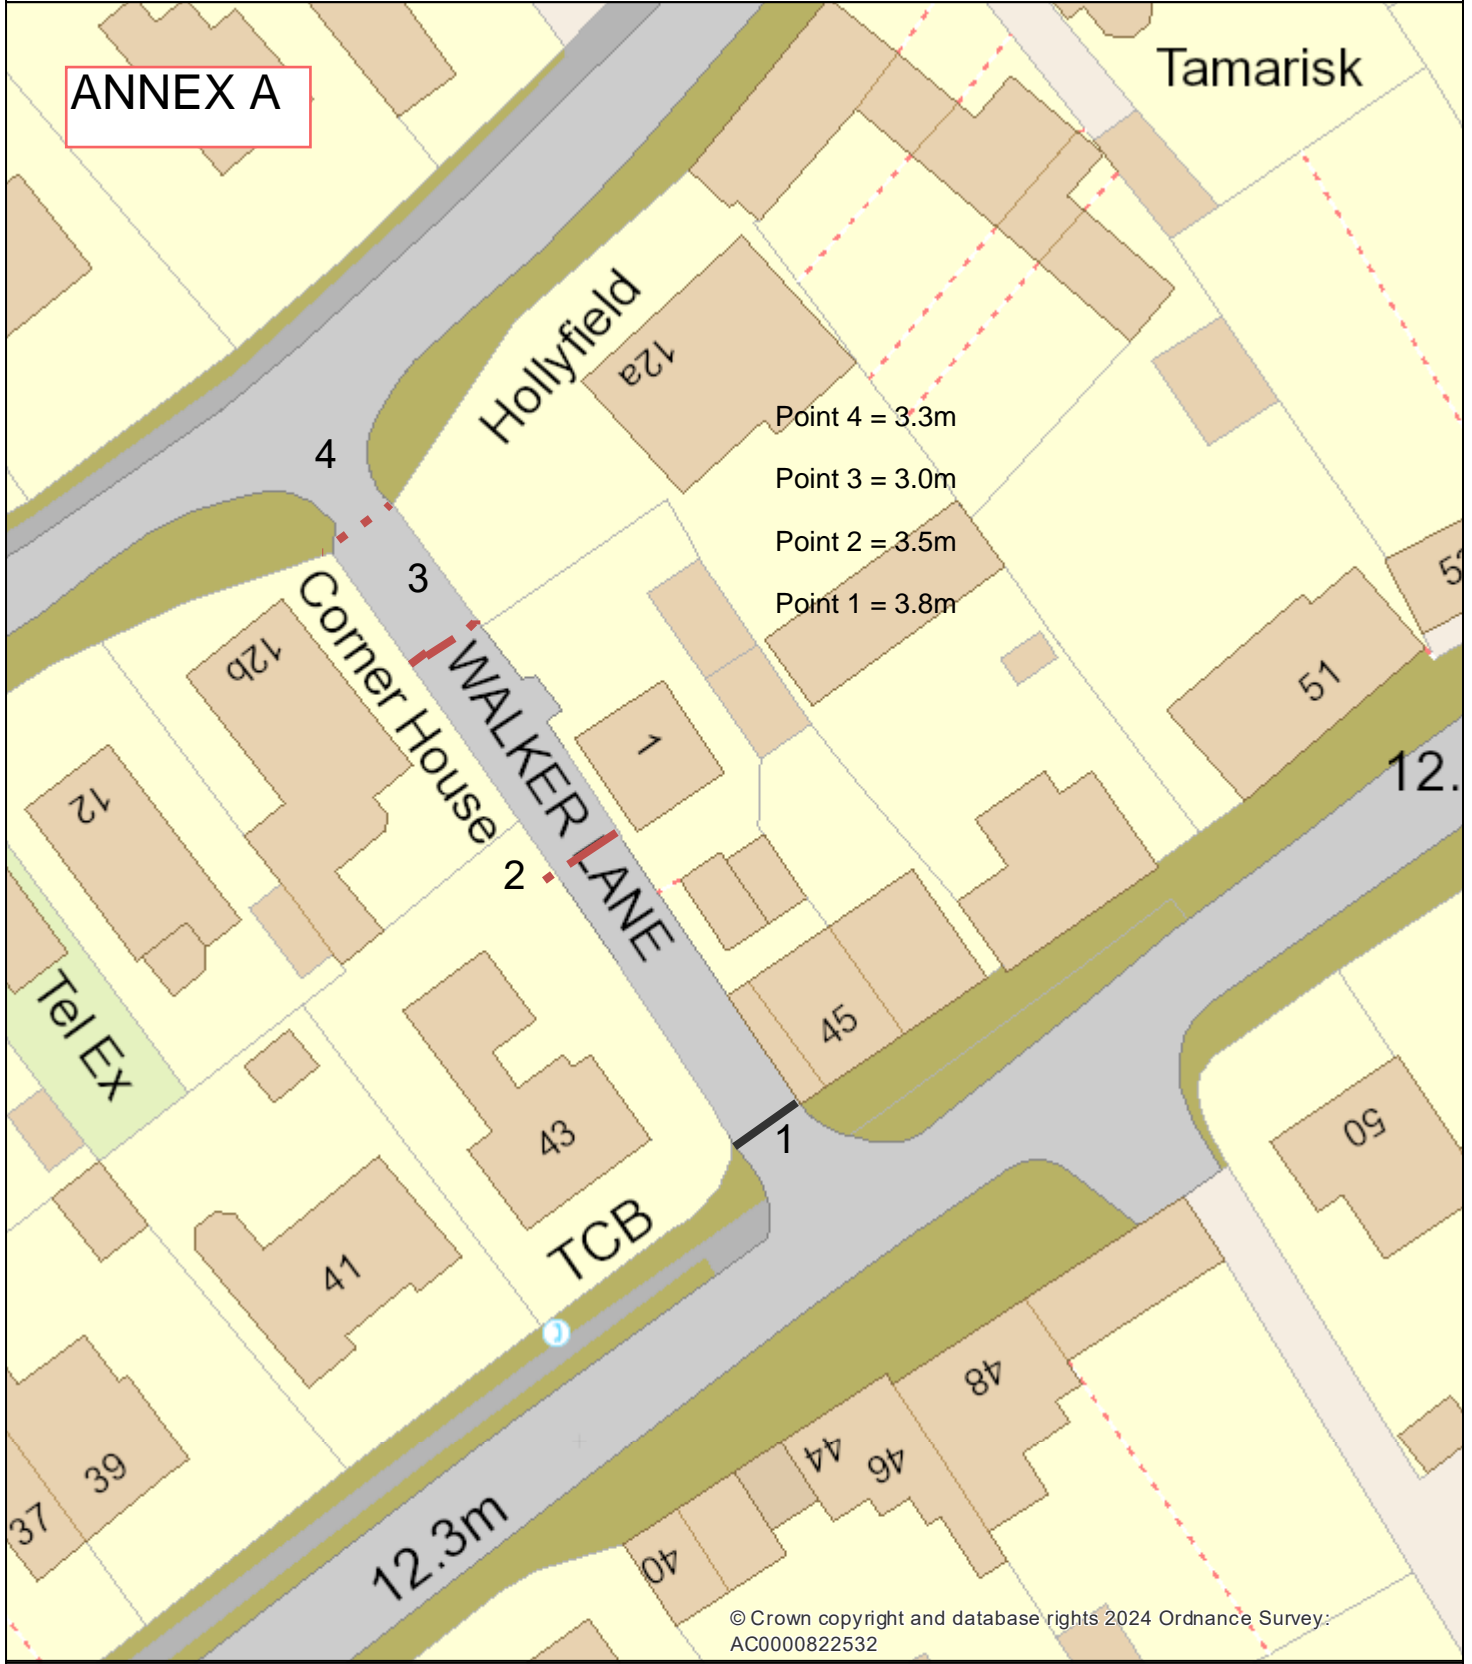 ANNEX A
Tamarisk
Hollyfield
12a
Point 4 = 3.3m
4
Point 3 = 3.0m
Point 2 = 3.5m
3
Point 1 = 3.8m
Corner House
12b
51
WALKER LANE
1
12
12.
2
Tel Ex
45
43
1
50
TCB
41
48
44
46
39
37
12.3m
40
© Crown copyright and database rights 2024 Ordnance Survey:
AC0000822532